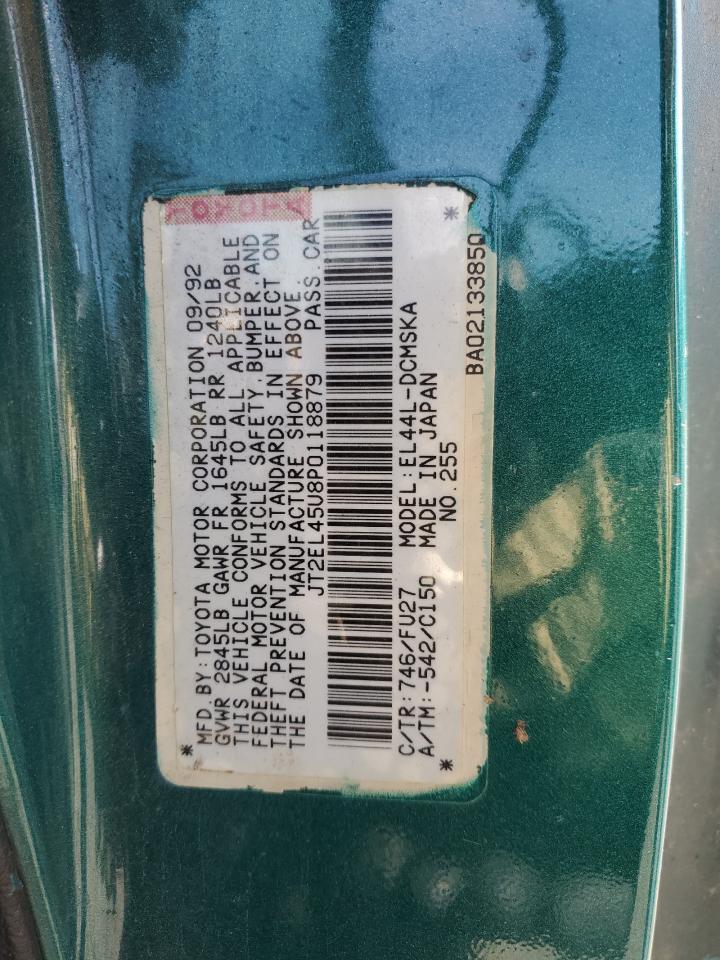 TOYOTA
*MFD. BY: TOYOTA MOTOR CORPORATION 09/92
GVWR 2845LB GAWR FR 1645LB RR 1240LB
THIS VEHICLE CONFORMS TO ALL APPLICABLE
FEDERAL MOTOR VEHICLE SAFETY, BUMPER, AND
THEFT PREVENTION STANDARDS IN EFFECT ON
THE DATE OF MANUFACTURE SHOWN ABOVE.
JT2EL45U8P0118879 PASS. CAR
C/TR: 746/FU27 MODEL: EL44L-DCMSKA
A/TM: -542/C150 MADE IN JAPAN
* NO. 255 *
BA02133850